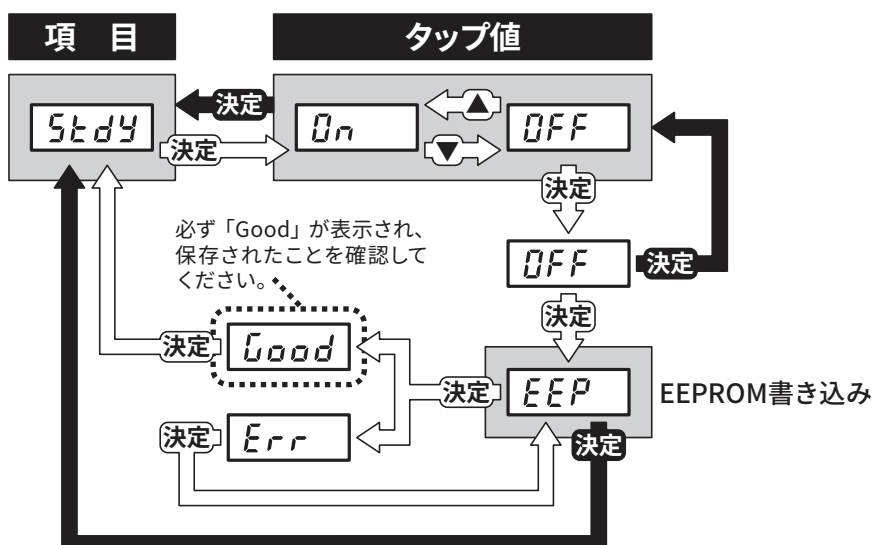 項 目
タップ値
Stdy
決定
決定
On
▲
▼
OFF
決定
必ず「Good」が表示され、
保存されたことを確認して
ください。
OFF
決定
決定
決定
Good
決定
EEP
EEPROM書き込み
決定
Err
決定